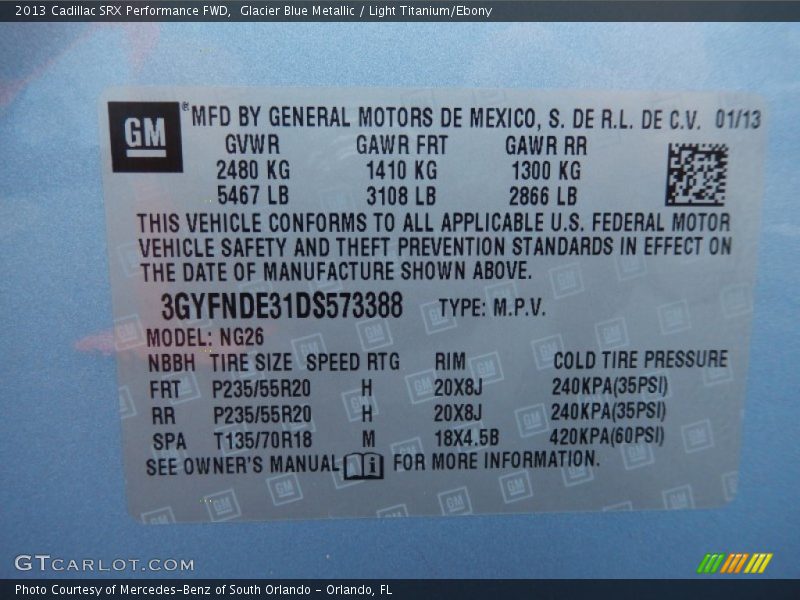 2013 Cadillac SRX Performance FWD, Glacier Blue Metallic / Light Titanium/Ebony
GM ® MFD BY GENERAL MOTORS DE MEXICO, S. DE R.L. DE C.V. 01/13
GVWR GAWR FRT GAWR RR
2480 KG 1410 KG 1300 KG
5467 LB 3108 LB 2866 LB
THIS VEHICLE CONFORMS TO ALL APPLICABLE U.S. FEDERAL MOTOR
VEHICLE SAFETY AND THEFT PREVENTION STANDARDS IN EFFECT ON
THE DATE OF MANUFACTURE SHOWN ABOVE.
3GYFNDE31DS573388 TYPE: M.P.V.
MODEL: NG26
NBBH TIRE SIZE SPEED RTG RIM COLD TIRE PRESSURE
FRT P235/55R20 H 20X8J 240KPA(35PSI)
RR P235/55R20 H 20X8J 240KPA(35PSI)
SPA T135/70R18 M 18X4.5B 420KPA(60PSI)
SEE OWNER'S MANUAL i FOR MORE INFORMATION.
GTCARLOT.COM
Photo Courtesy of Mercedes-Benz of South Orlando - Orlando, FL